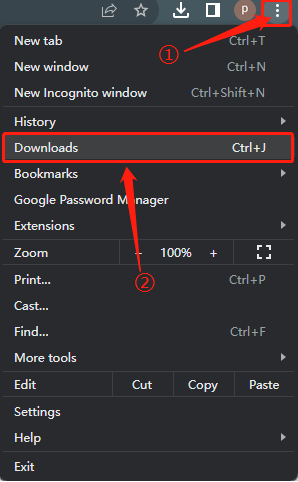 P
①
New tab Ctrl+T
New window Ctrl+N
New Incognito window Ctrl+Shift+N
History
Downloads Ctrl+J
Bookmarks
Google Password Manager
Extensions
Zoom - 100% +
②
Print... Ctrl+P
Cast...
Find... Ctrl+F
More tools
Edit Cut Copy Paste
Settings
Help
Exit